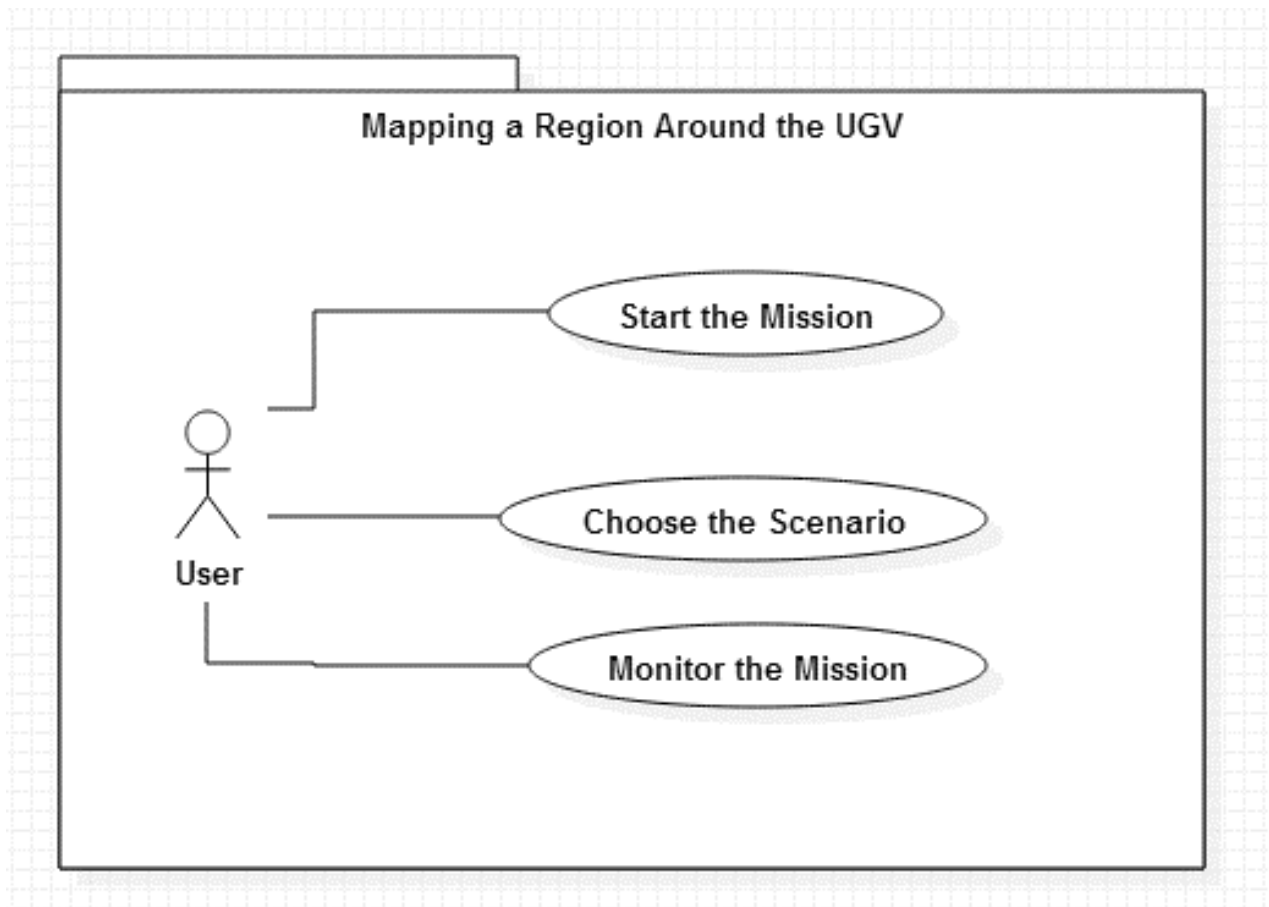 Mapping a Region Around the UGV
Start the Mission
Choose the Scenario
User
Monitor the Mission